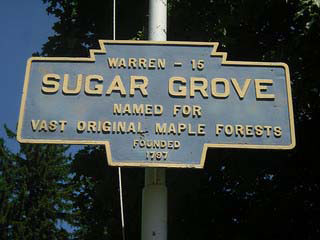 WARREN - 15
SUGAR GROVE
NAMED FOR
VAST ORIGINAL MAPLE FORESTS
FOUNDED
1797